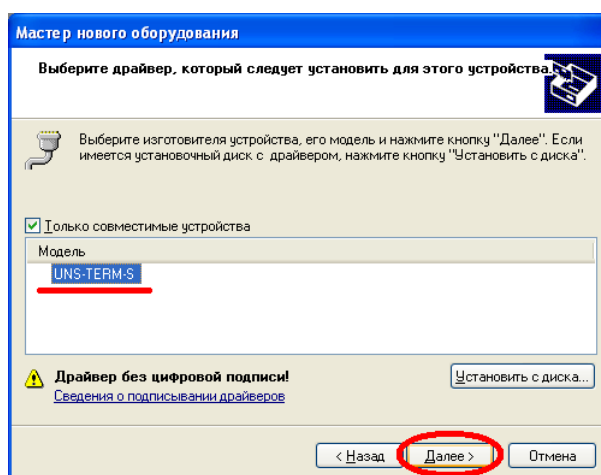 Мастер нового оборудования
Выберите драйвер, который следует установить для этого устройства.
Выберите изготовителя устройства, его модель и нажмите кнопку "Далее". Если
имеется установочный диск с драйвером, нажмите кнопку "Установить с диска".
Только совместимые устройства
Модель
UNS-TERM-S
Драйвер без цифровой подписи!
Установить с диска...
Сведения о подписывании драйверов
< Назад
Далее >
Отмена